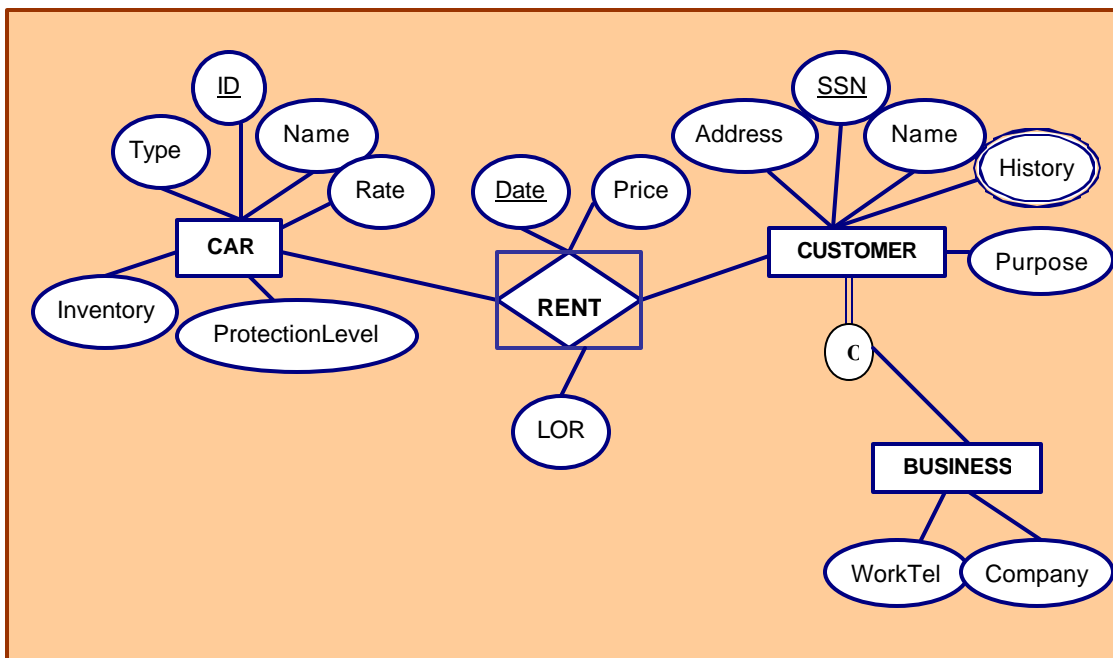 ID
SSN
Name
Address
Name
Type
History
Rate
Date
Price
CAR
CUSTOMER
Purpose
Inventory
RENT
ProtectionLevel
C
LOR
BUSINESS
WorkTel
Company